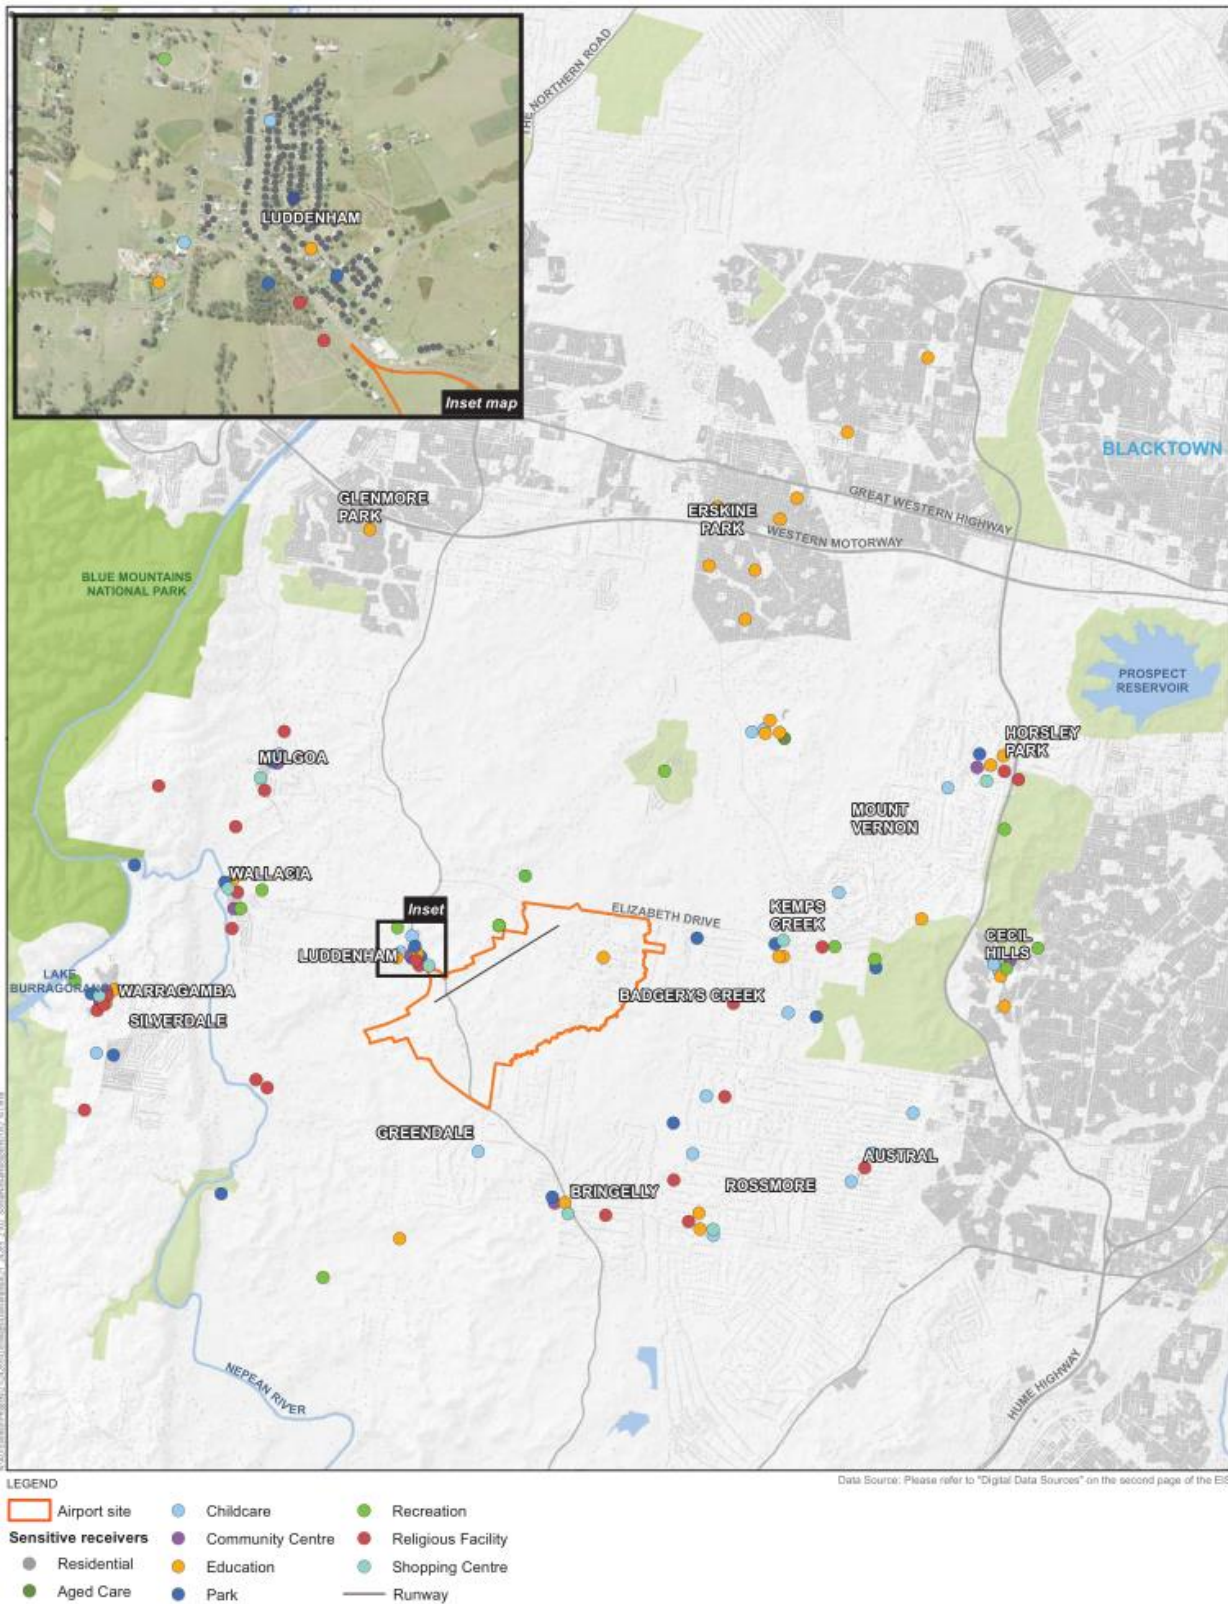 THE NORTHERN ROAD
LUDDENHAM
Inset map
BLACKTOWN
GLENMORE
PARK
ERSKINE
PARK
GREAT WESTERN HIGHWAY
WESTERN MOTORWAY
BLUE MOUNTAINS
NATIONAL PARK
PROSPECT
RESERVOIR
HORSLEY
PARK
MULGOA
MOUNT
VERNON
WALLACIA
Inset
ELIZABETH DRIVE
KEMPS
CREEK
CECIL
HILLS
LUDDENHAM
LAKE
BURRAGORANG
WARRAGAMBA
BADGERYS CREEK
SILVERDALE
GREENDALE
AUSTRAL
BRINGELLY
ROSSMORE
NEPEAN RIVER
HUME HIGHWAY
LEGEND
Data Source: Please refer to "Digital Data Sources" on the second page of the EIS
Airport site
Childcare
Recreation
Sensitive receivers
Community Centre
Religious Facility
Residential
Education
Shopping Centre
Aged Care
Park
Runway